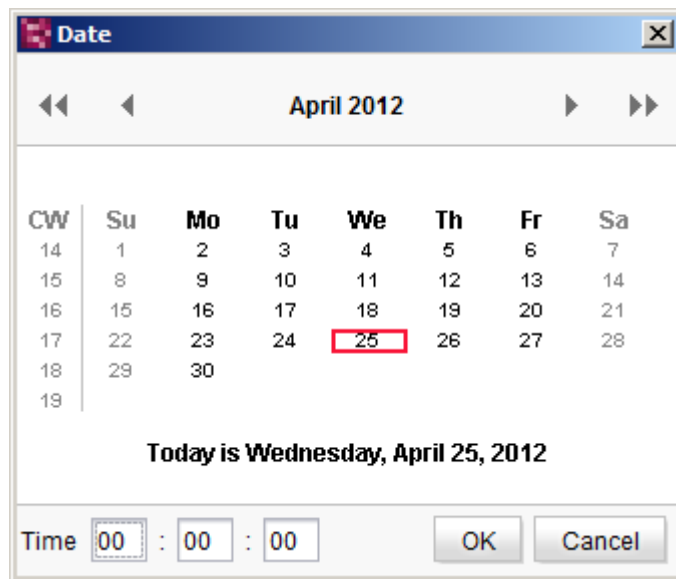 Date
April 2012
CW Su Mo Tu We Th Fr Sa
14 1 2 3 4 5 6 7
15 8 9 10 11 12 13 14
16 15 16 17 18 19 20 21
17 22 23 24 25 26 27 28
18 29 30
19
Today is Wednesday, April 25, 2012
Time 00 : 00 : 00 OK Cancel